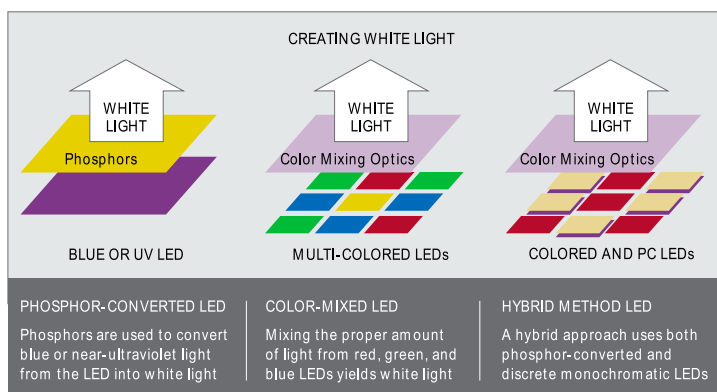 CREATING WHITE LIGHT
WHITE
LIGHT
Phosphors
BLUE OR UV LED
WHITE
LIGHT
Color Mixing Optics
MULTI-COLORED LEDs
WHITE
LIGHT
Color Mixing Optics
COLORED AND PC LEDs
PHOSPHOR-CONVERTED LED
Phosphors are used to convert
blue or near-ultraviolet light
from the LED into white light
COLOR-MIXED LED
Mixing the proper amount
of light from red, green, and
blue LEDs yields white light
HYBRID METHOD LED
A hybrid approach uses both
phosphor-converted and
discrete monochromatic LEDs